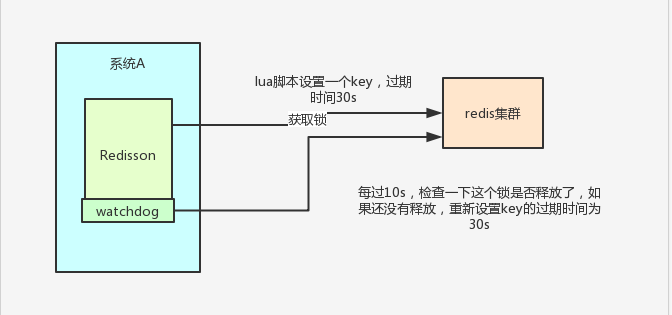 系统A
lua脚本设置一个key，过期
时间30s
获取锁
redis集群
Redisson
watchdog
每过10s，检查一下这个锁是否释放了，如
果还没有释放，重新设置key的过期时间为
30s